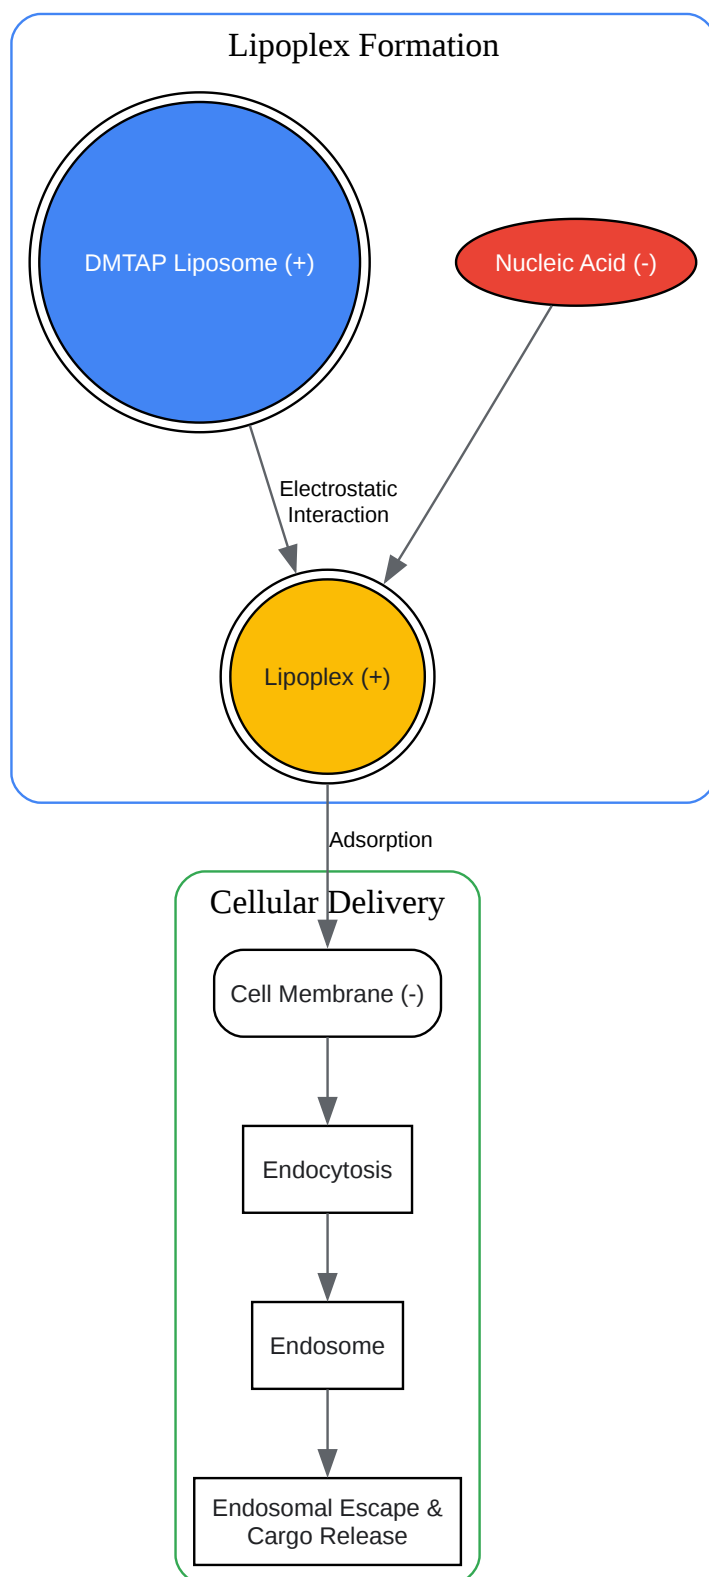 Lipoplex Formation
DMTAP Liposome (+)
Nucleic Acid (-)
Electrostatic
Interaction
Lipoplex (+)
Adsorption
Cellular Delivery
Cell Membrane (-)
Endocytosis
Endosome
Endosomal Escape &
Cargo Release